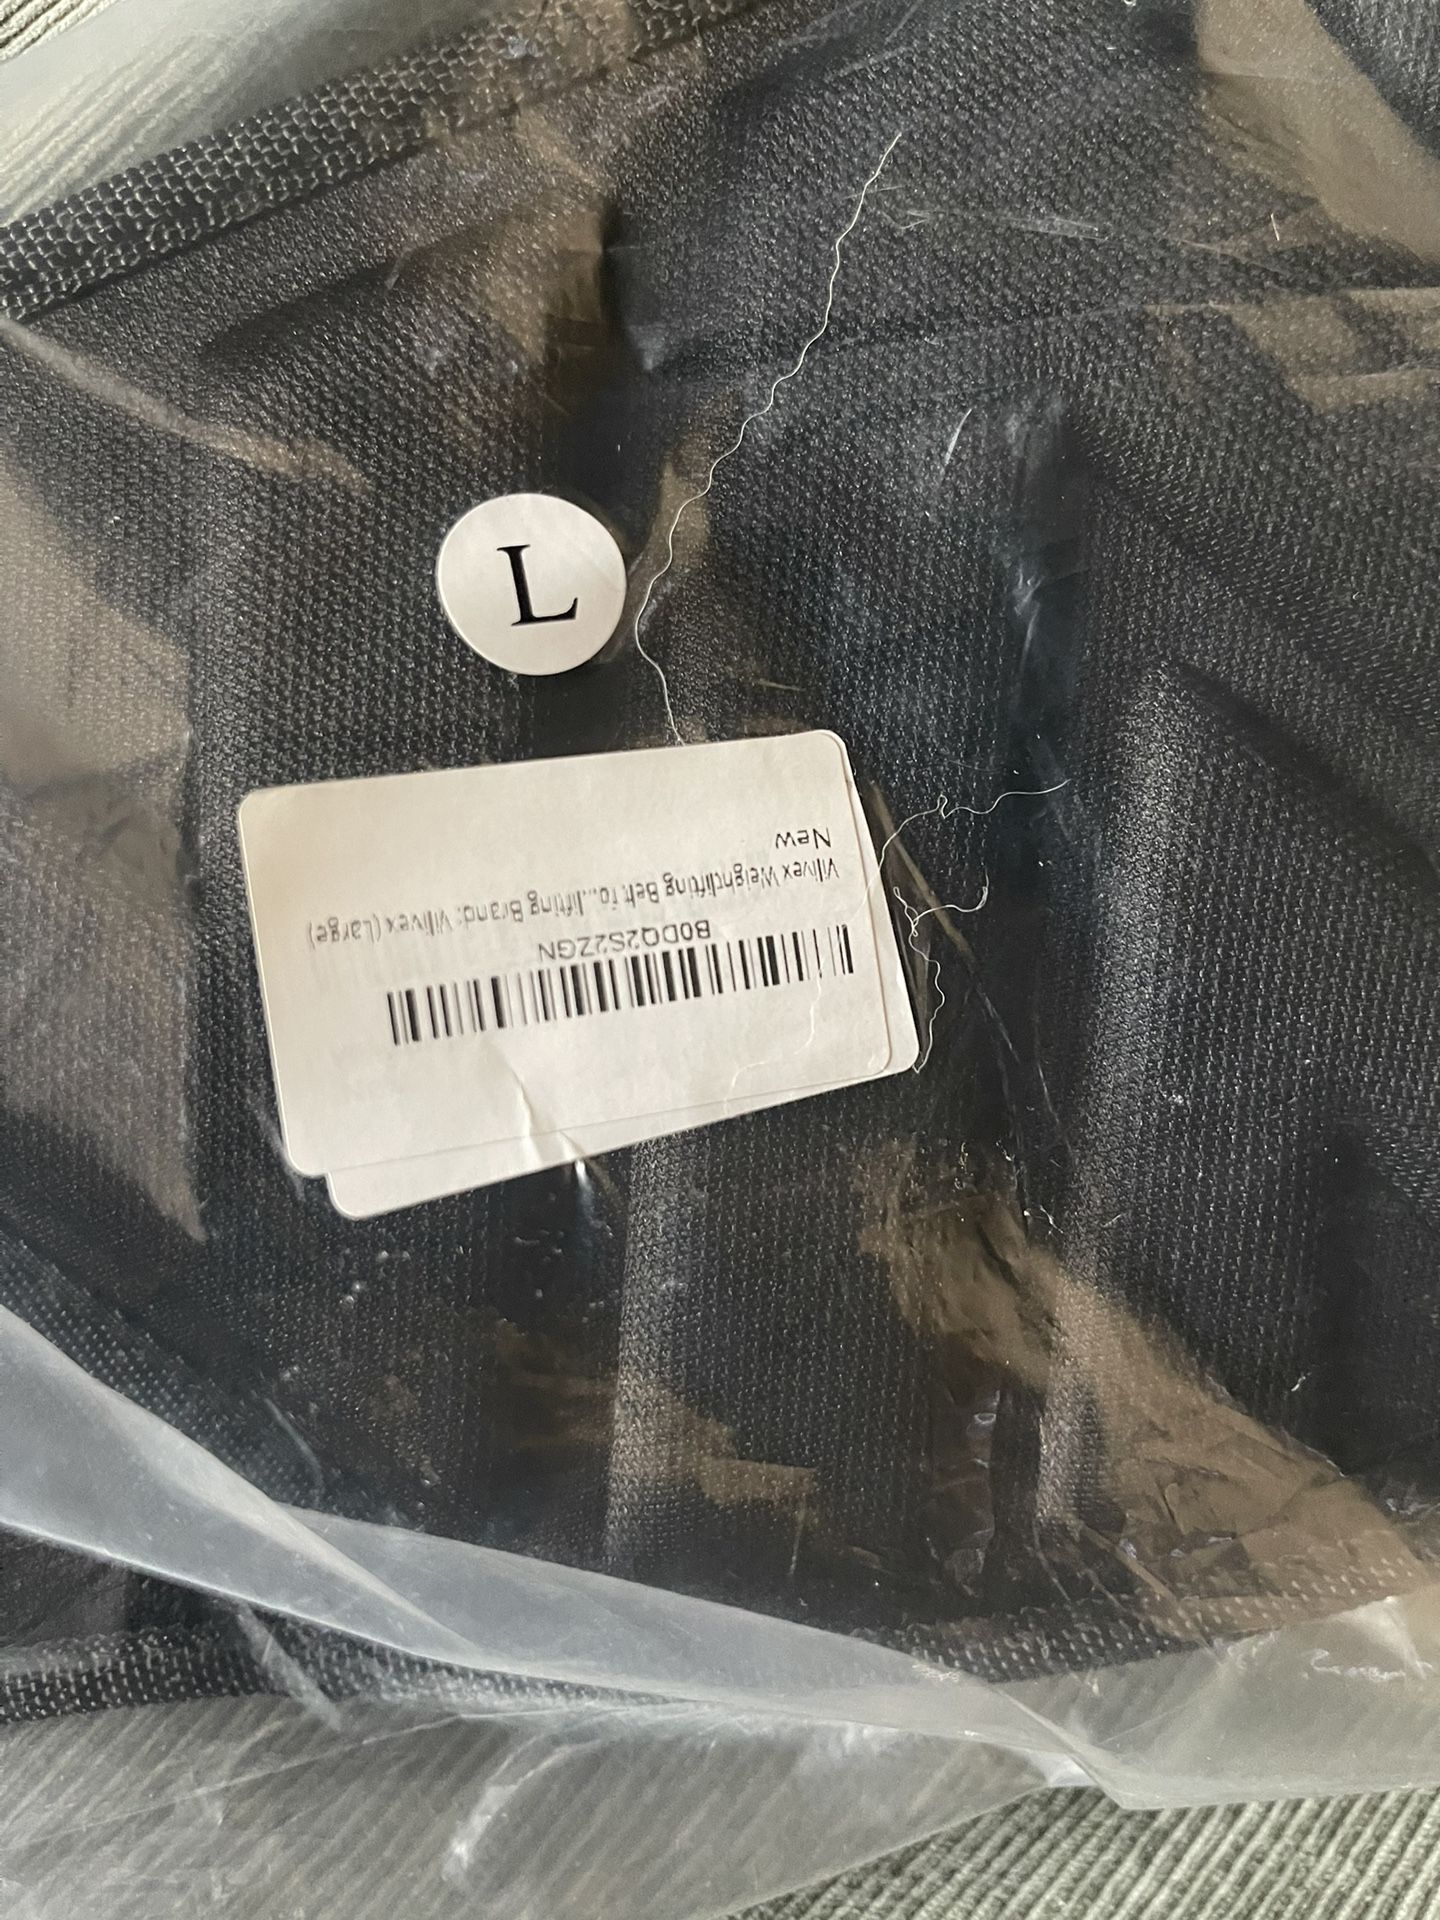 L
B0DQ2S2ZGN
Vilivex Weightlifting Belt fo...lifting Brand: Vilivex (Large)
New